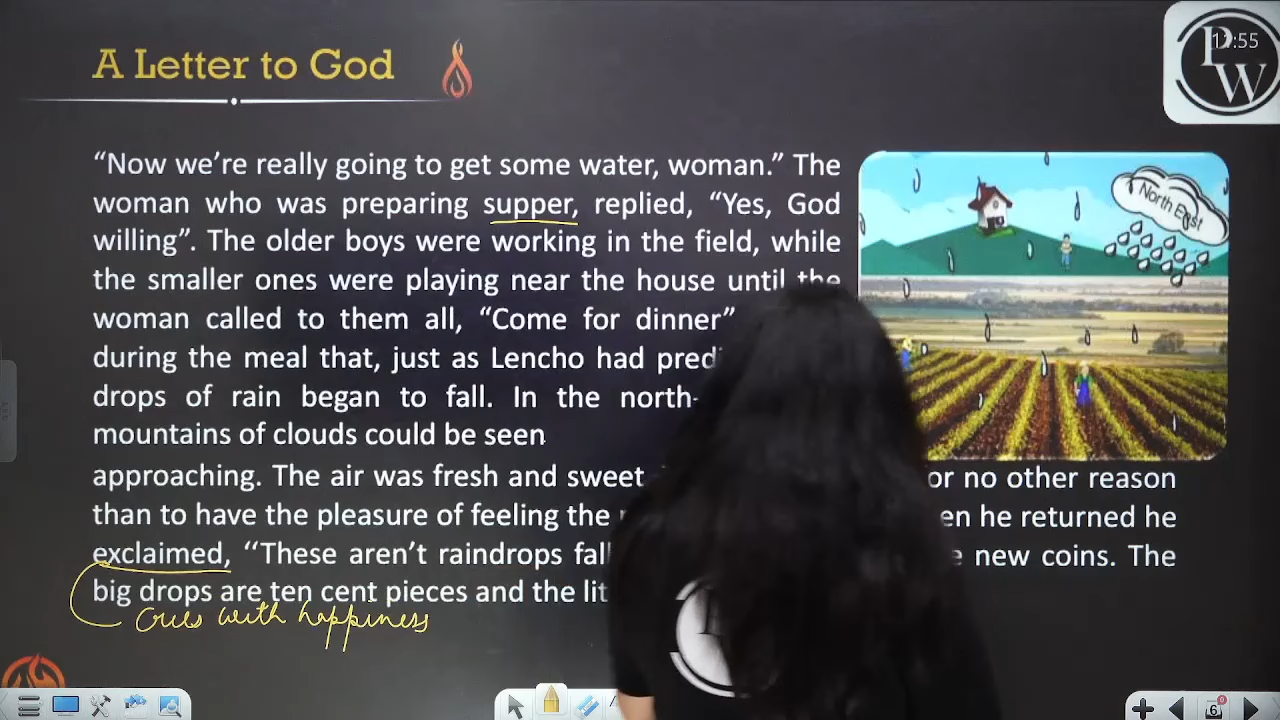 A Letter to God
PW
11:55
“Now we’re really going to get some water, woman.” The
woman who was preparing supper, replied, “Yes, God
willing”. The older boys were working in the field, while
the smaller ones were playing near the house until the
woman called to them all, “Come for dinner”
during the meal that, just as Lencho had
drops of rain began to fall. In the north-
mountains of clouds could be seen
approaching. The air was fresh and sweet or no other reason
than to have the pleasure of feeling the en he returned he
exclaimed, ‘‘These aren’t raindrops new coins. The
big drops are ten cent pieces and the
cries with happiness
North East
6